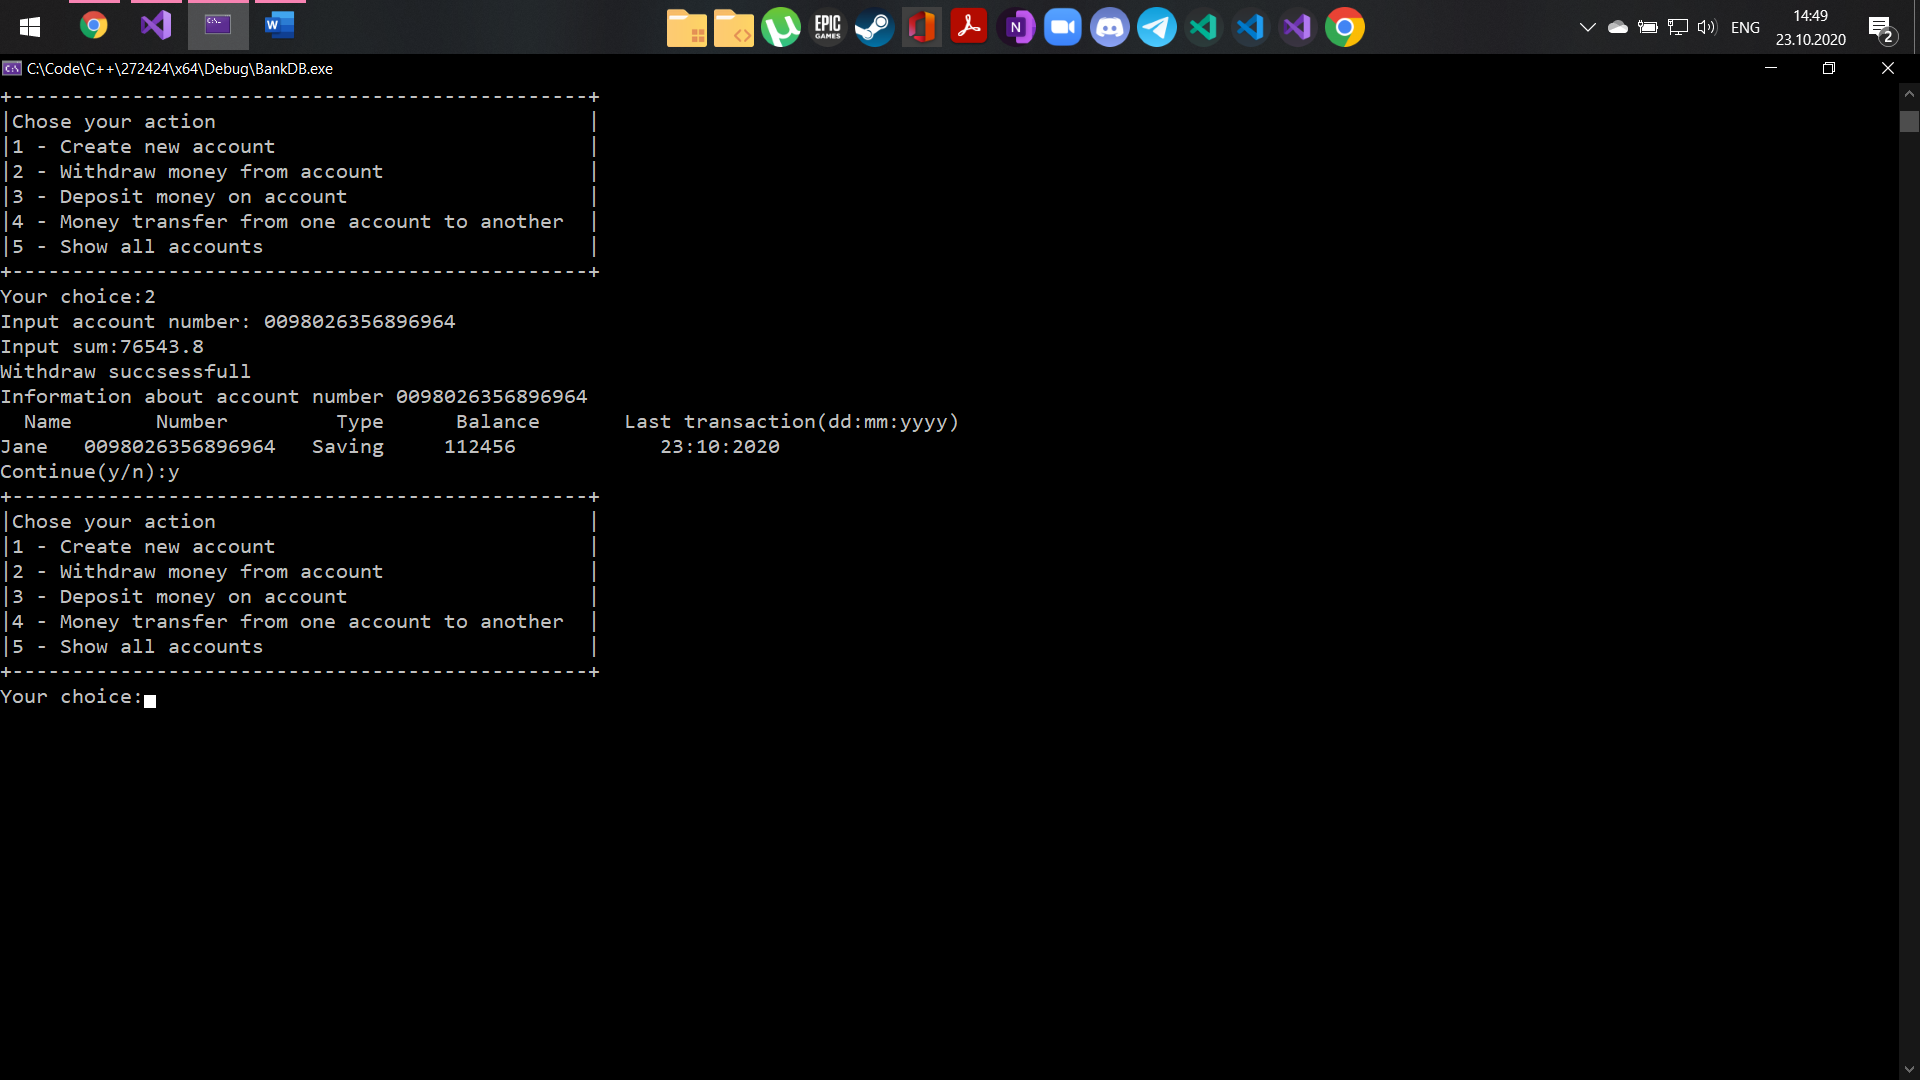 EPIC
GAMES
ENG
14:49
23.10.2020
2
C:\Code\C++\272424\x64\Debug\BankDB.exe
+------------------------------------------------+
|Chose your action                               |
|1 - Create new account                          |
|2 - Withdraw money from account                 |
|3 - Deposit money on account                    |
|4 - Money transfer from one account to another  |
|5 - Show all accounts                           |
+------------------------------------------------+
Your choice:2
Input account number: 0098026356896964
Input sum:76543.8
Withdraw succsessfull
Information about account number 0098026356896964
  Name       Number         Type      Balance       Last transaction(dd:mm:yyyy)
Jane   0098026356896964   Saving     112456            23:10:2020
Continue(y/n):y
+------------------------------------------------+
|Chose your action                               |
|1 - Create new account                          |
|2 - Withdraw money from account                 |
|3 - Deposit money on account                    |
|4 - Money transfer from one account to another  |
|5 - Show all accounts                           |
+------------------------------------------------+
Your choice: